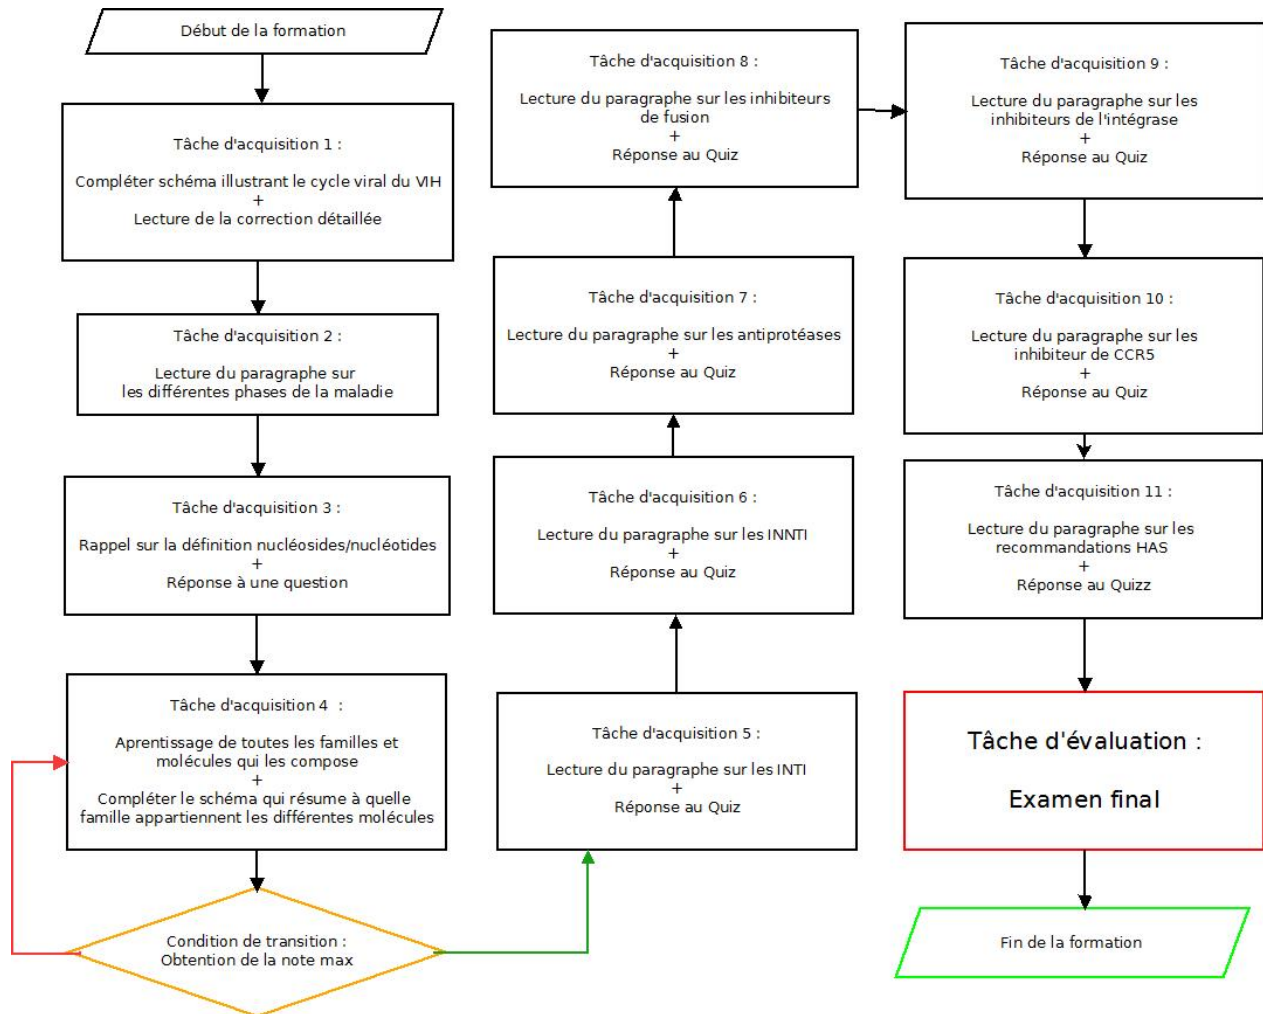 Début de la formation
Tâche d'acquisition 1 :
Compléter schéma illustrant le cycle viral du VIH
+
Lecture de la correction détaillée
Tâche d'acquisition 2 :
Lecture du paragraphe sur
les différentes phases de la maladie
Tâche d'acquisition 3 :
Rappel sur la définition nucléosides/nucléotides
+
Réponse à une question
Tâche d'acquisition 4 :
Aprentissage de toutes les familles et
molécules qui les compose
+
Compléter le schéma qui résume à quelle
famille appartiennent les différentes molécules
Condition de transition :
Obtention de la note max
Tâche d'acquisition 5 :
Lecture du paragraphe sur les INTI
+
Réponse au Quiz
Tâche d'acquisition 6 :
Lecture du paragraphe sur les INNTI
+
Réponse au Quiz
Tâche d'acquisition 7 :
Lecture du paragraphe sur les antiprotéases
+
Réponse au Quiz
Tâche d'acquisition 8 :
Lecture du paragraphe sur les inhibiteurs
de fusion
+
Réponse au Quiz
Tâche d'acquisition 9 :
Lecture du paragraphe sur les
inhibiteurs de l'intégrase
+
Réponse au Quiz
Tâche d'acquisition 10 :
Lecture du paragraphe sur les
inhibiteur de CCR5
+
Réponse au Quiz
Tâche d'acquisition 11 :
Lecture du paragraphe sur les
recommandations HAS
+
Réponse au Quizz
Tâche d'évaluation :
Examen final
Fin de la formation